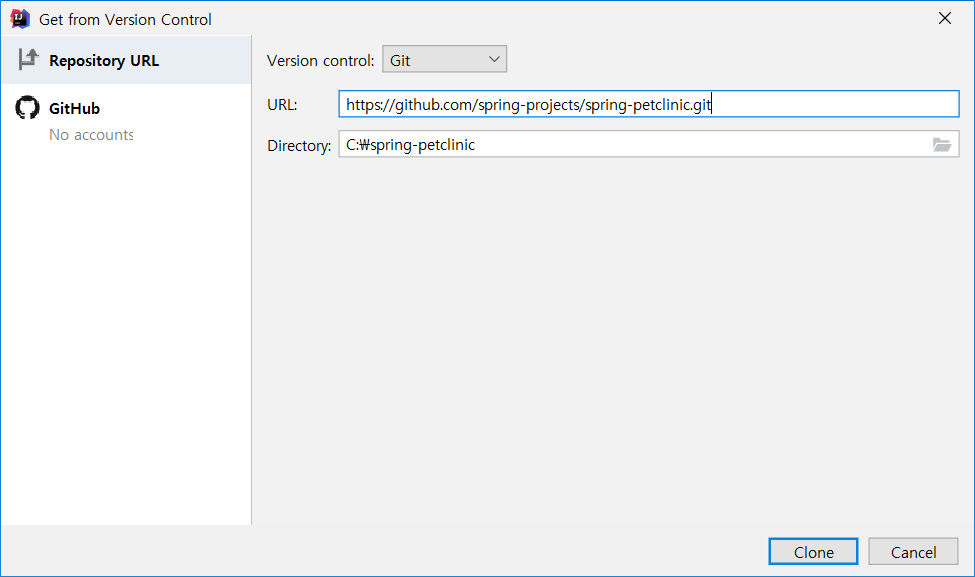 Get from Version Control
Repository URL
GitHub
No accounts
Version control: Git
URL: https://github.com/spring-projects/spring-petclinic.git
Directory: C:₩spring-petclinic
Clone Cancel